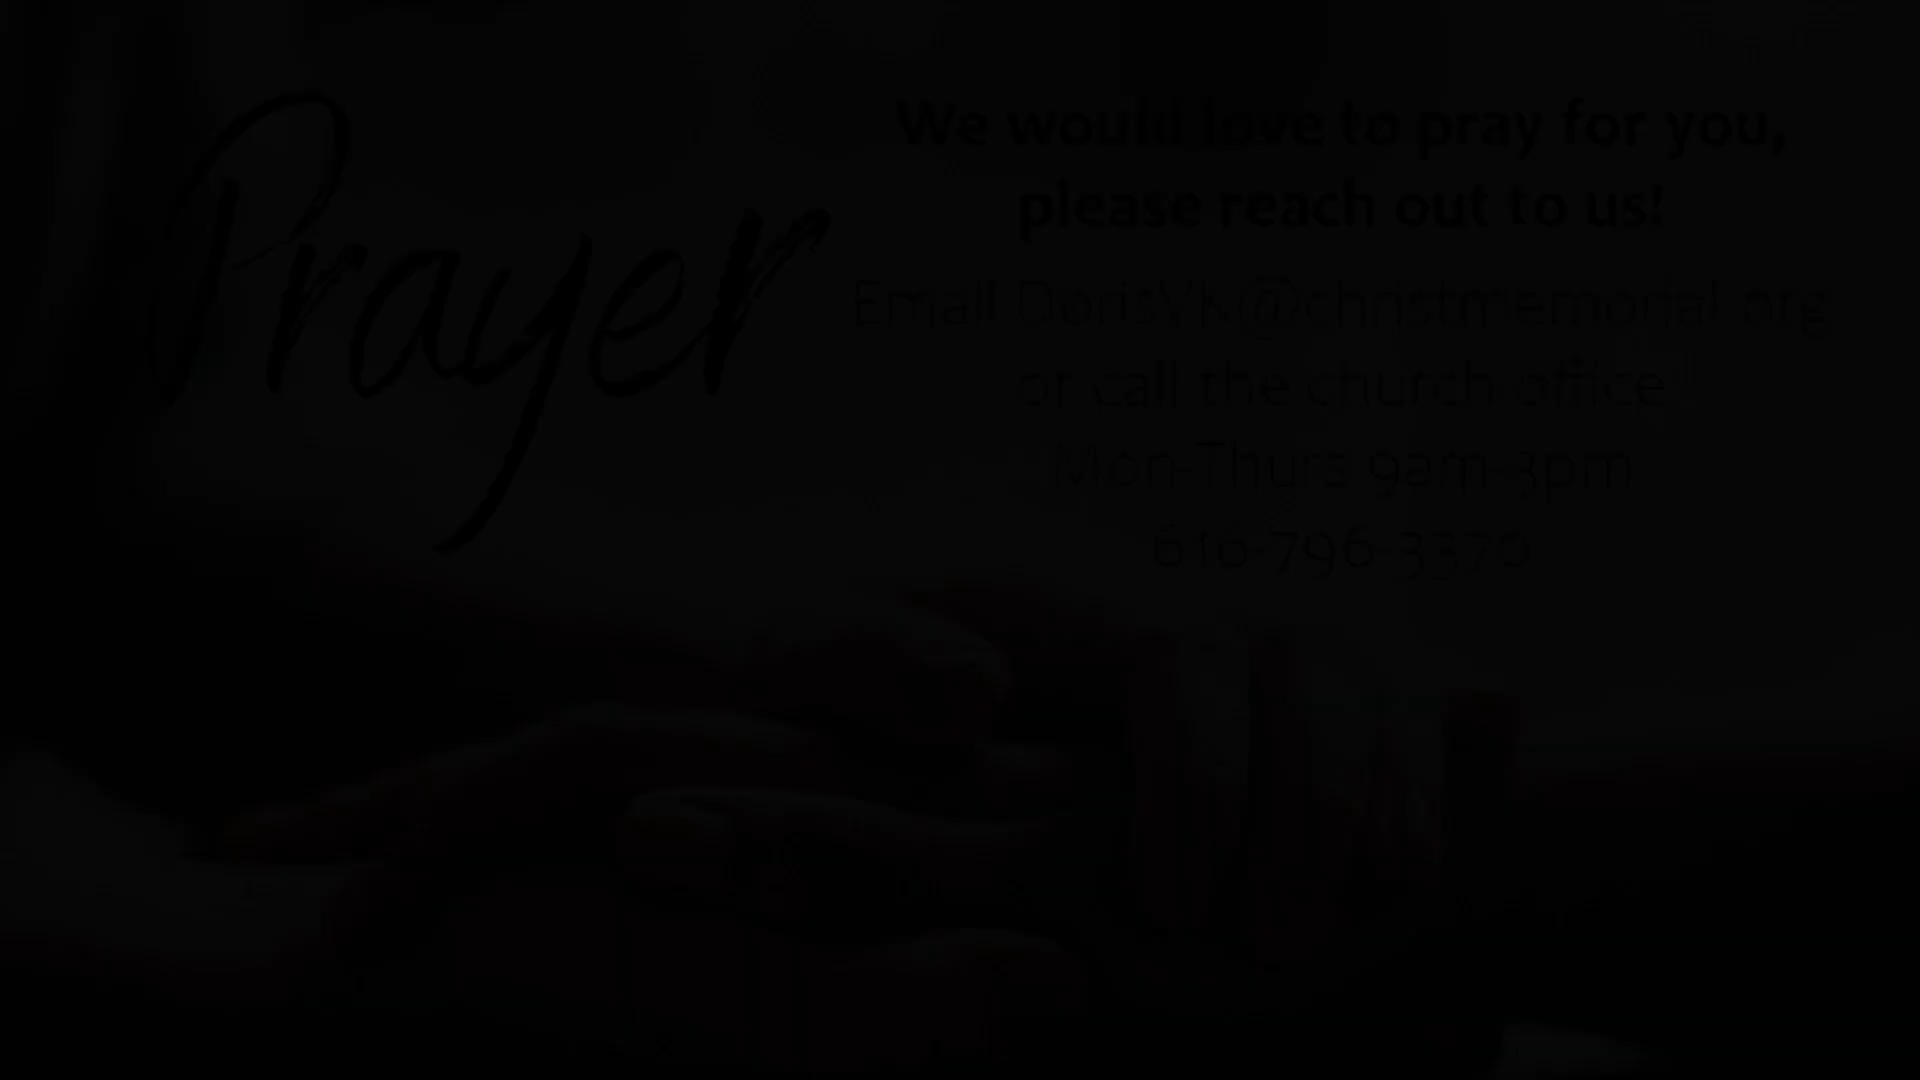 Prayer
We would love to pray for you,
please reach out to us!
Email DorisVK@christmemorial.org
or call the church office
Mon-Thurs 9am-3pm
616-796-3370